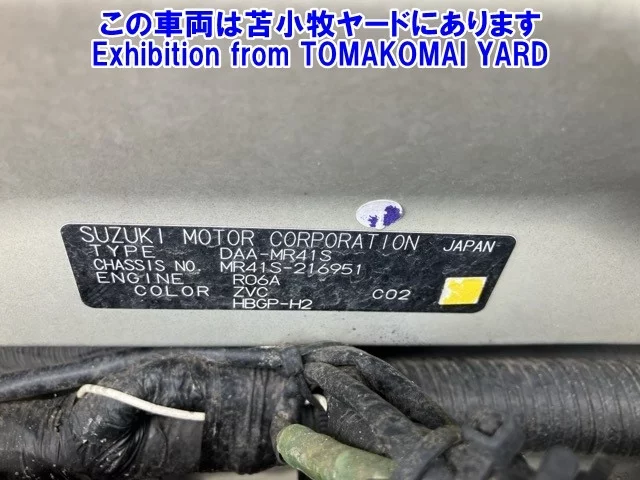 この車両は苫小牧ヤードにあります
Exhibition from TOMAKOMAI YARD
SUZUKI MOTOR CORPORATION JAPAN
TYPE DAA-MR41S
CHASSIS NO. MR41S-216951
ENGINE R06A
COLOR ZVC C02
HBGP-H2